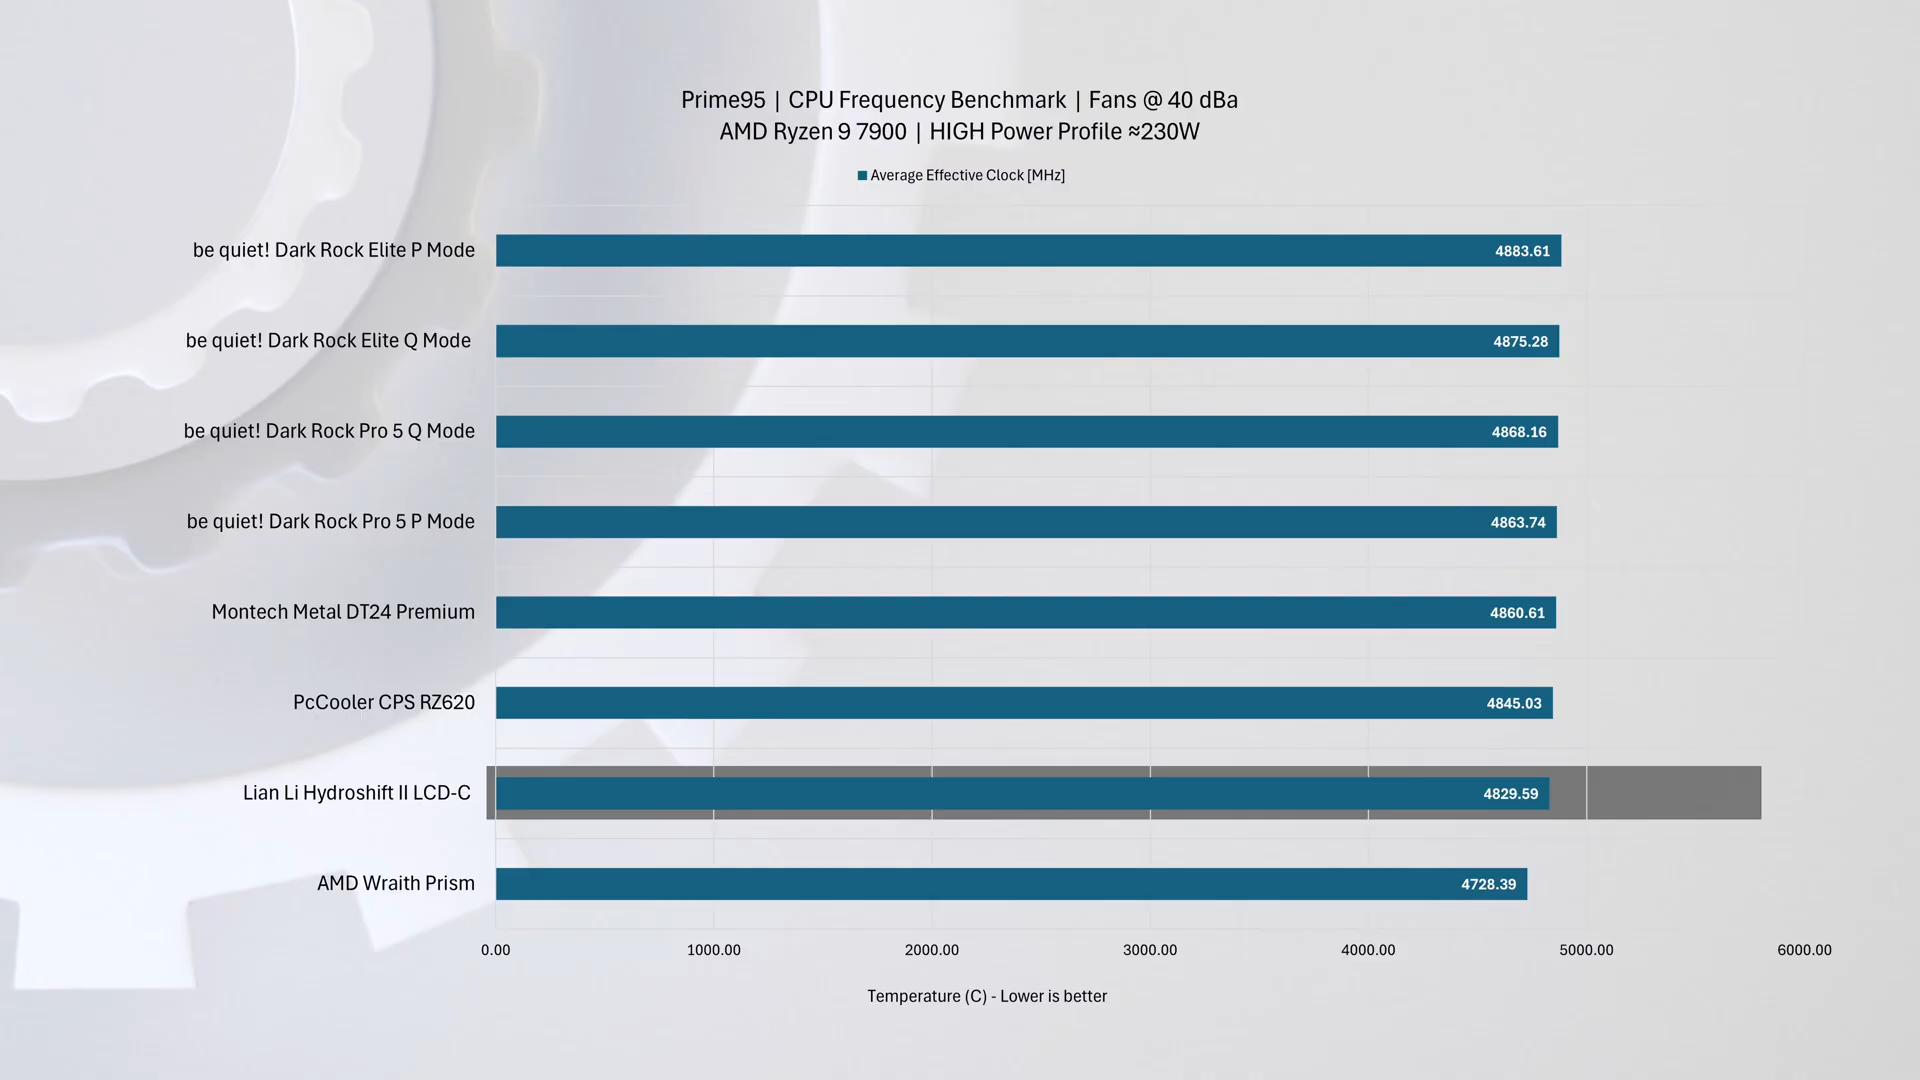 Prime95 | CPU Frequency Benchmark | Fans @ 40 dBa
AMD Ryzen 9 7900 | HIGH Power Profile ≈230W
Average Effective Clock [MHz]
be quiet! Dark Rock Elite P Mode 4883.61
be quiet! Dark Rock Elite Q Mode 4875.28
be quiet! Dark Rock Pro 5 Q Mode 4868.16
be quiet! Dark Rock Pro 5 P Mode 4863.74
Montech Metal DT24 Premium 4860.61
PcCooler CPS RZ620 4845.03
Lian Li Hydroshift II LCD-C 4829.59
AMD Wraith Prism 4728.39
0.00 1000.00 2000.00 3000.00 4000.00 5000.00 6000.00
Temperature (C) - Lower is better